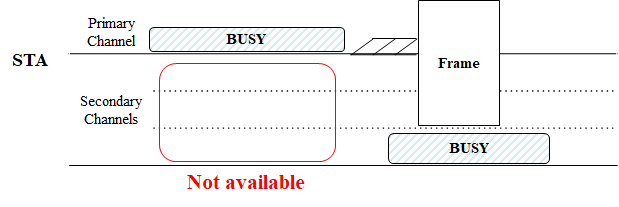 Primary
Channel
BUSY
STA
Frame
Secondary
Channels
BUSY
Not available